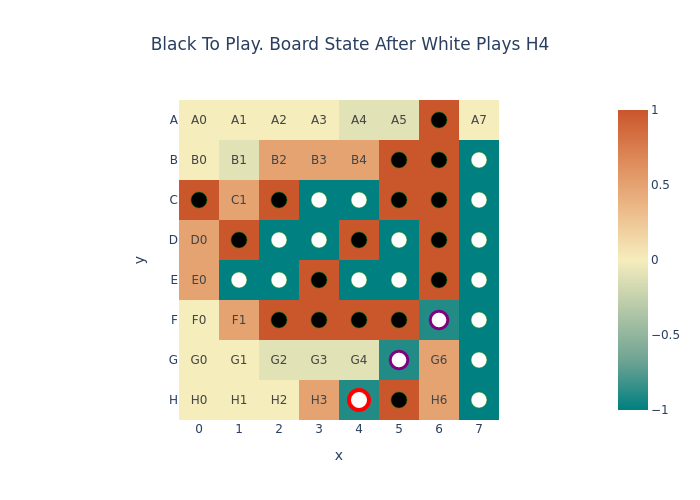 Black To Play. Board State After White Plays H4
A A0 A1 A2 A3 A4 A5 A7 1
B B0 B1 B2 B3 B4
C C1 0.5
D D0
y
E E0 0
F F0 F1 −0.5
G G0 G1 G2 G3 G4 G6
H H0 H1 H2 H3 H6 −1
0 1 2 3 4 5 6 7
x